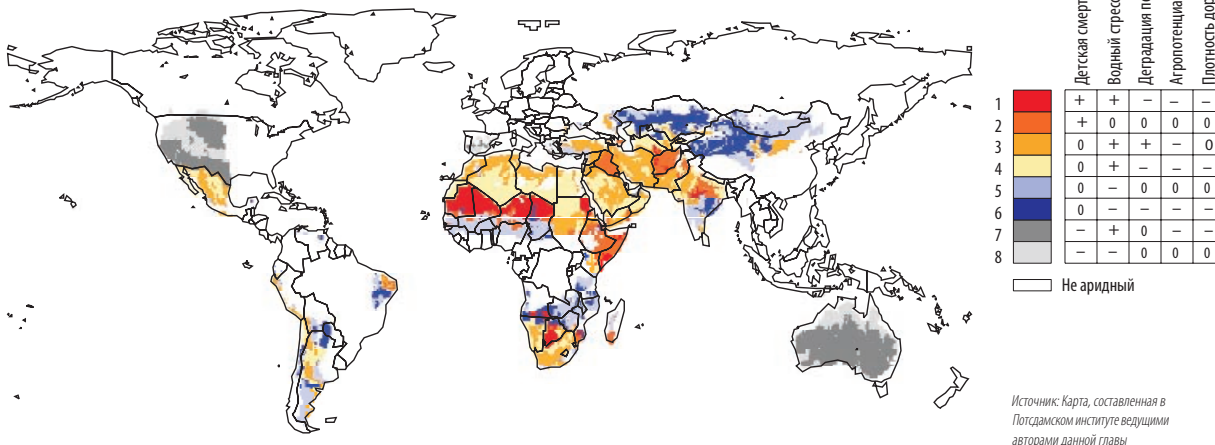 Детская смерт
Водный стресс
Деградация по
Агропотенциа
Плотность дор
1 + + – – –
2 + 0 0 0 0
3 0 + + – 0
4 0 + – – –
5 0 – 0 0 0
6 0 – – – –
7 – + 0 – –
8 – – 0 0 0
Не аридный
Источник: Карта, составленная в
Потсдамском институте ведущими
авторами данной главы